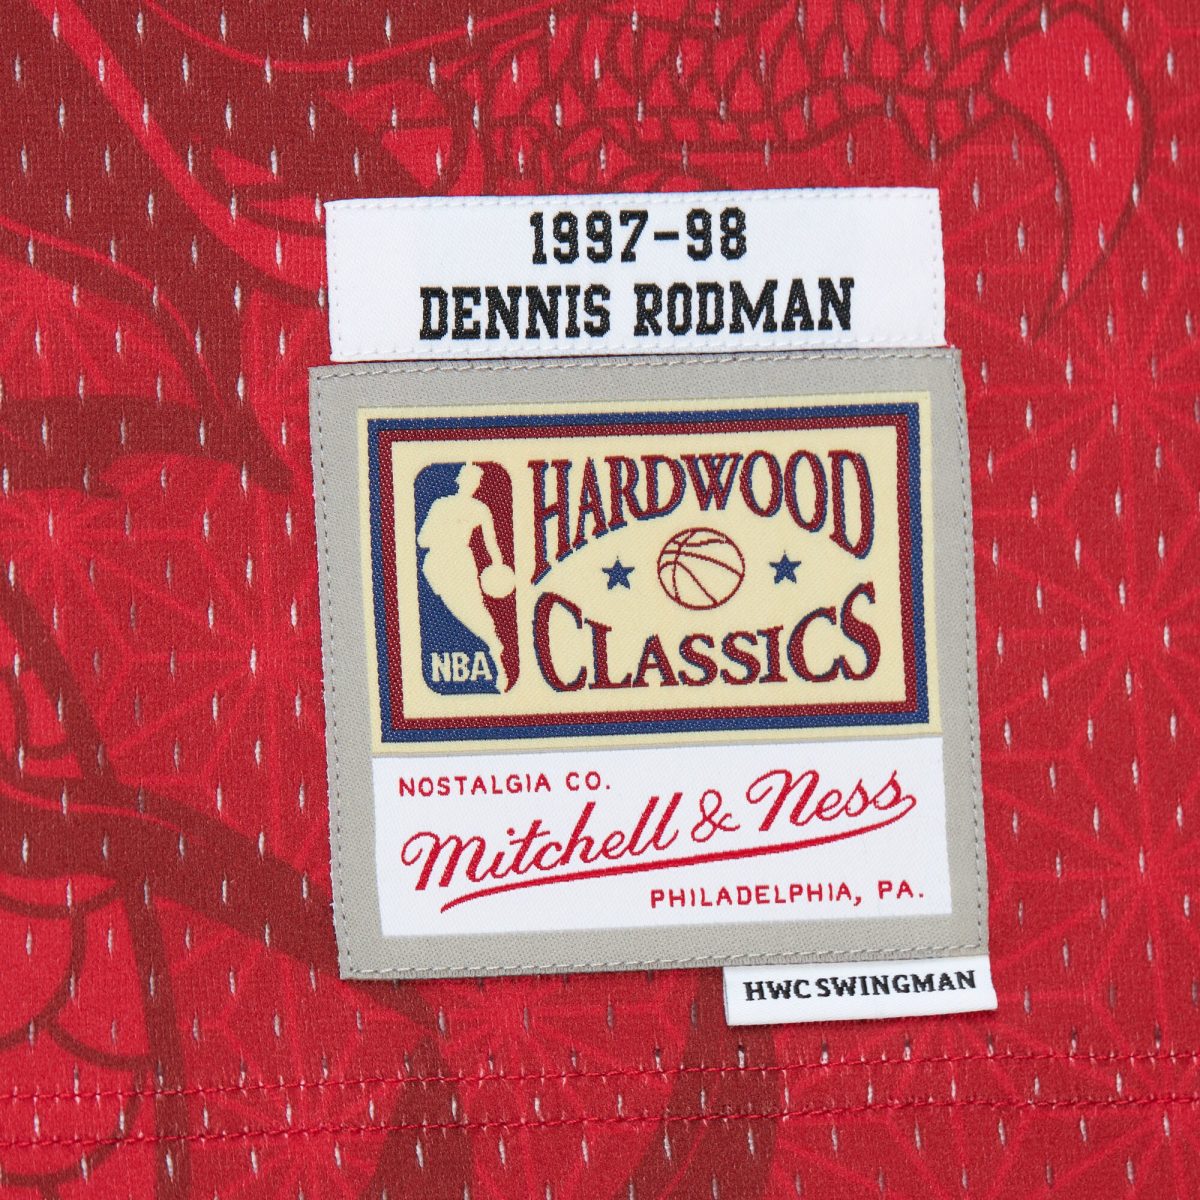 1997-98
DENNIS RODMAN
HARDWOOD
CLASSICS
NBA
NOSTALGIA CO.
Mitchell & Ness
PHILADELPHIA, PA.
HWC SWINGMAN